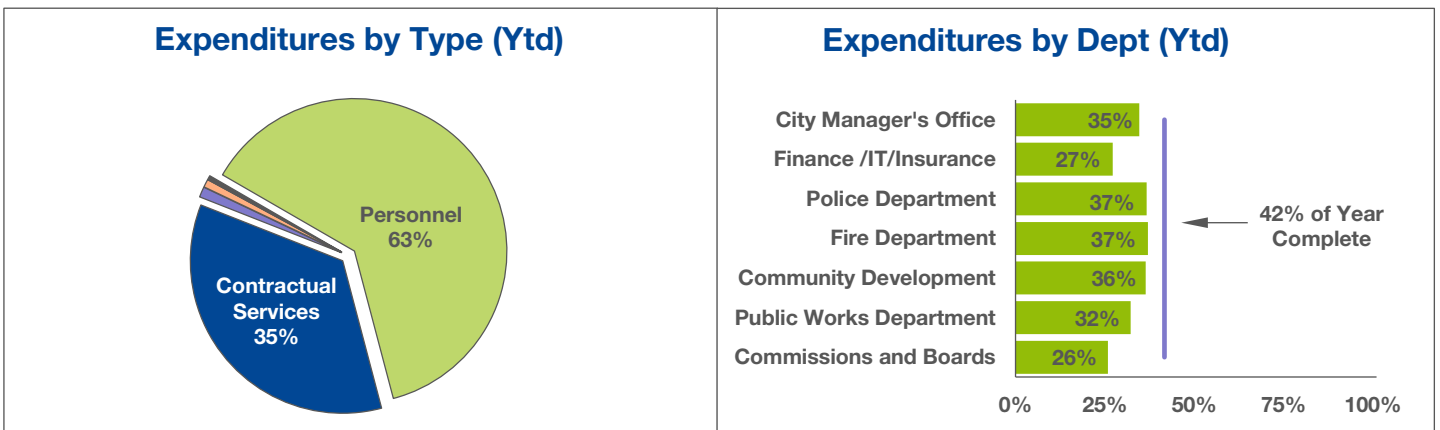 Expenditures by Type (Ytd)
Personnel
63%
Contractual
Services
35%
Expenditures by Dept (Ytd)
City Manager's Office
35%
Finance /IT/Insurance
27%
Police Department
37%
Fire Department
37%
Community Development
36%
Public Works Department
32%
Commissions and Boards
26%
42% of Year
Complete
0% 25% 50% 75% 100%